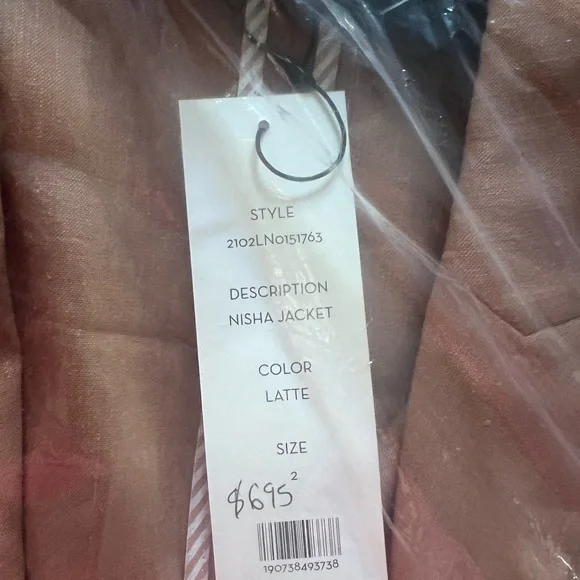 STYLE
2102LN0151763
DESCRIPTION
NISHA JACKET
COLOR
LATTE
SIZE
2
$695
190738493738